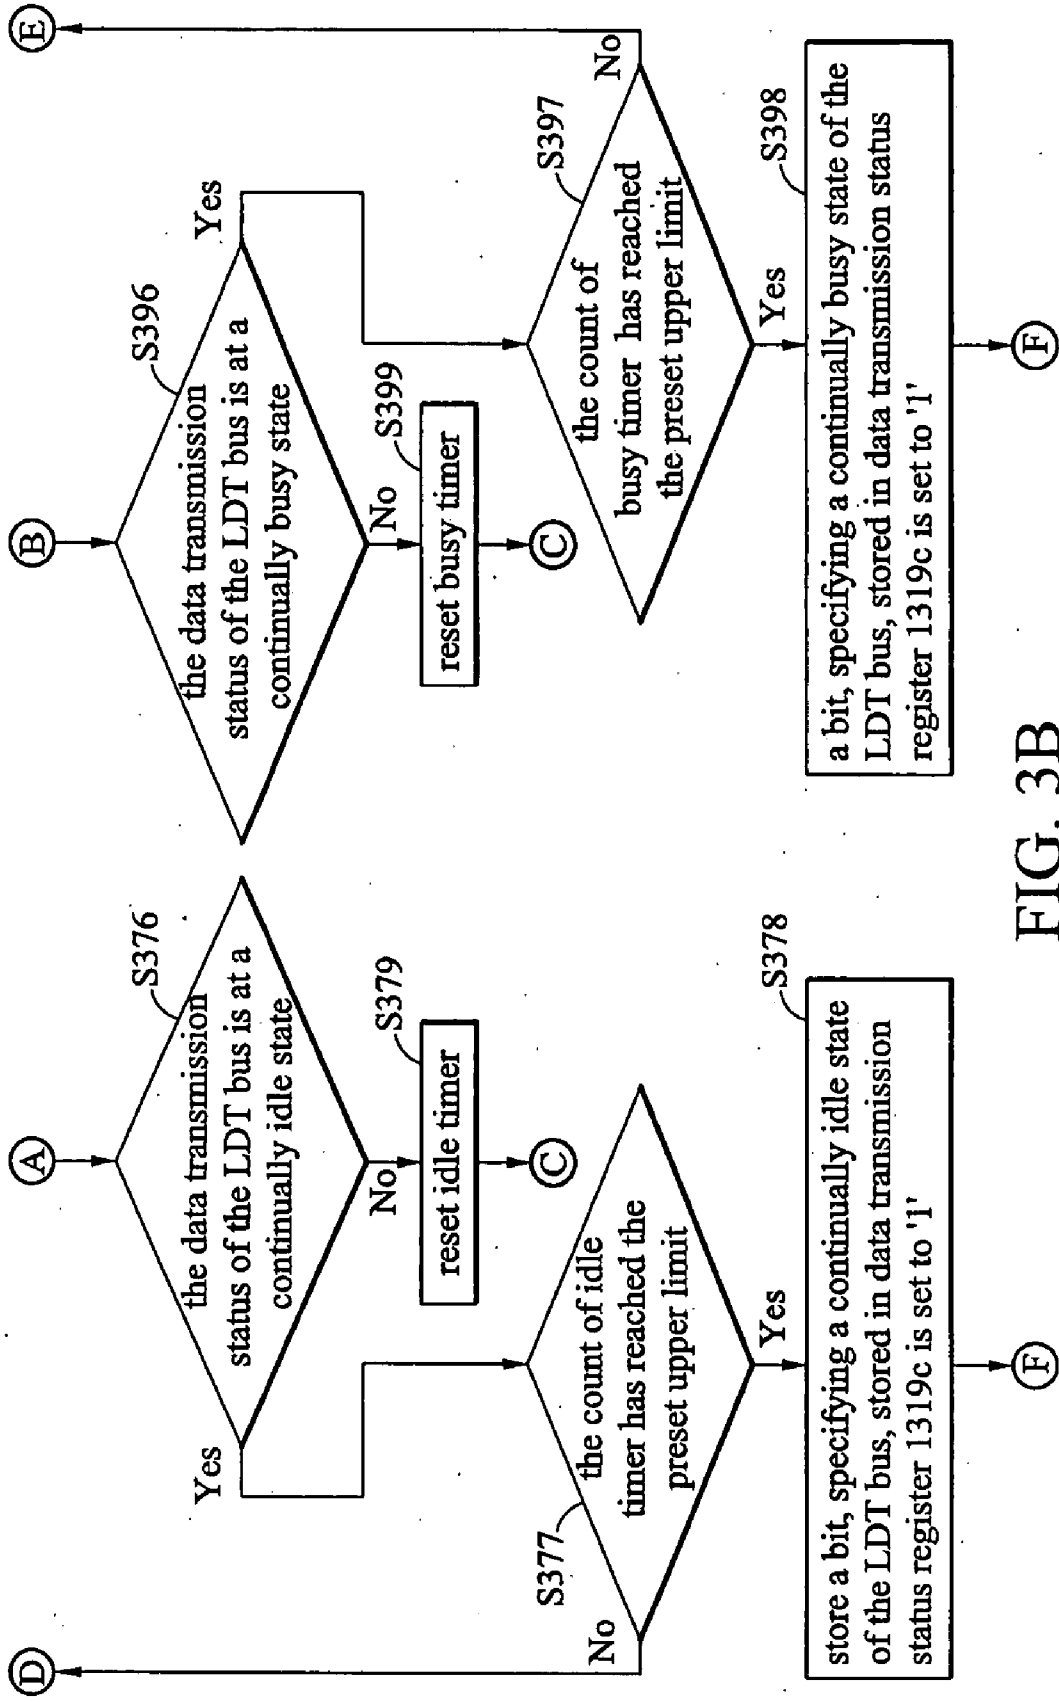 D
A
the data transmission
status of the LDT bus is at a
continually idle state
S376
Yes
No
reset idle timer
S379
C
the count of idle
timer has reached the
preset upper limit
S377
No
Yes
store a bit, specifying a continually idle state
of the LDT bus, stored in data transmission
status register 1319c is set to '1'
S378
F
B
E
the data transmission
status of the LDT bus is at a
continually busy state
S396
Yes
No
reset busy timer
S399
C
the count of
busy timer has reached
the preset upper limit
S397
No
Yes
a bit, specifying a continually busy state of the
LDT bus, stored in data transmission status
register 1319c is set to '1'
S398
F
FIG. 3B